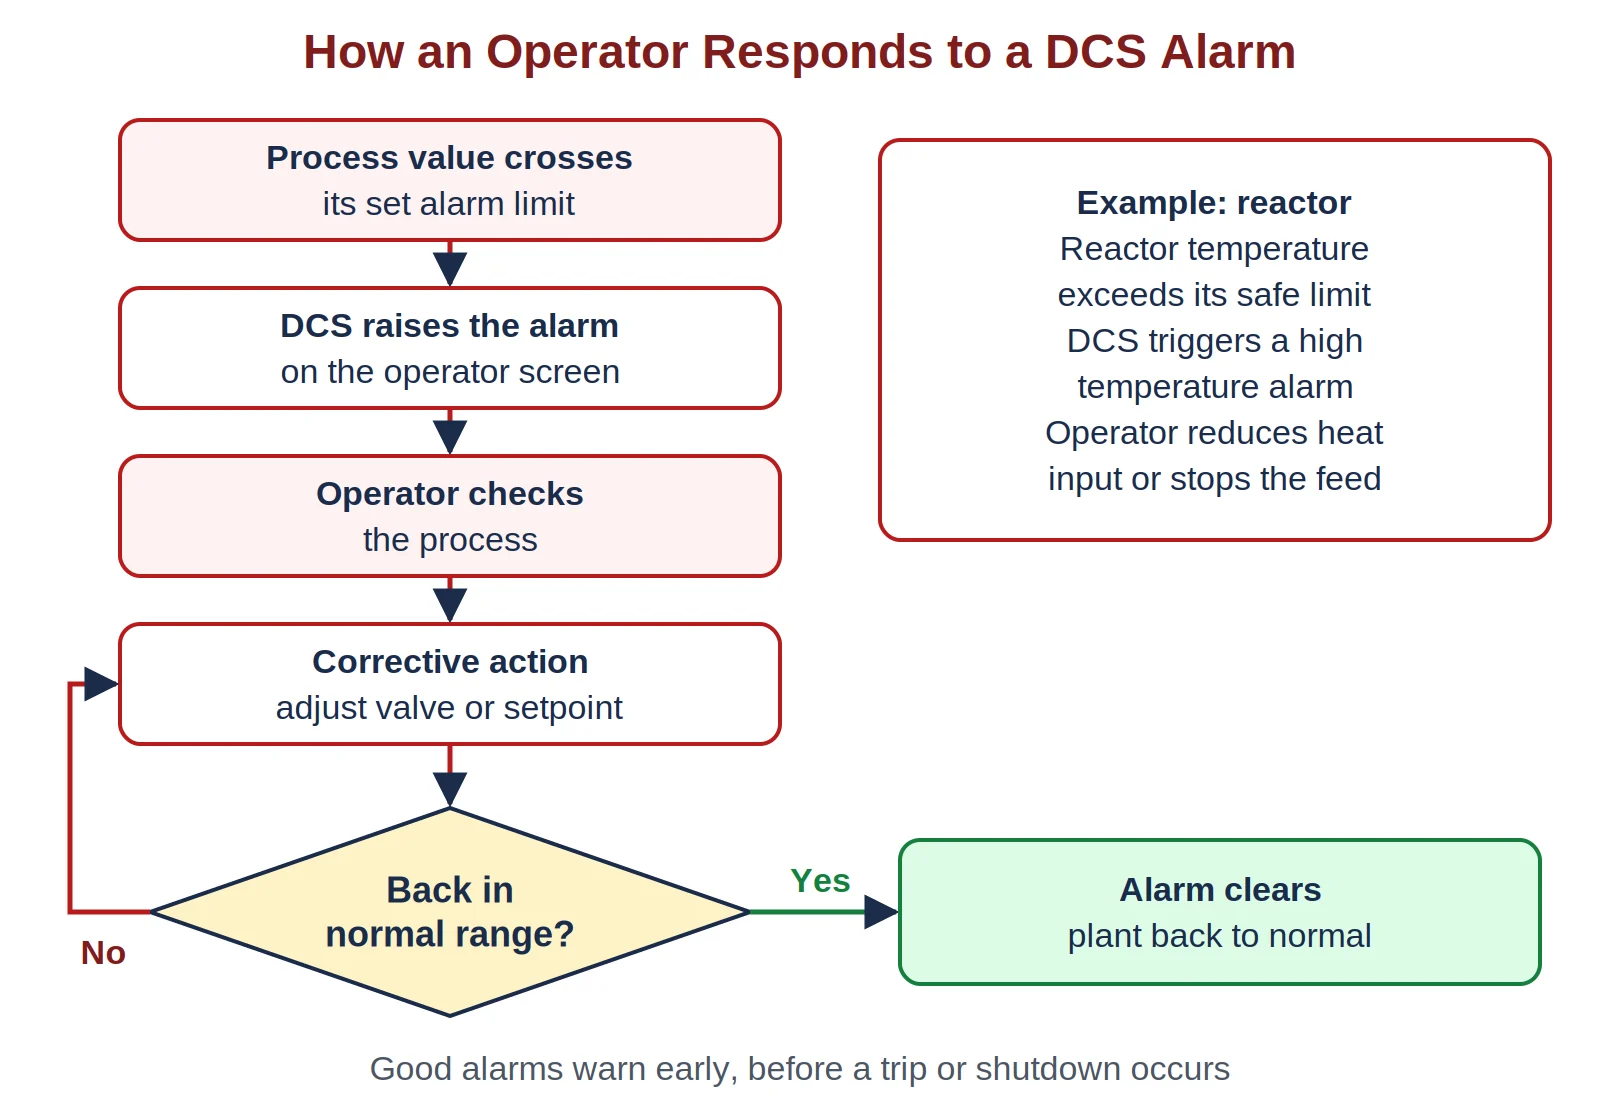 How an Operator Responds to a DCS Alarm
Process value crosses
its set alarm limit
DCS raises the alarm
on the operator screen
Operator checks
the process
Corrective action
adjust valve or setpoint
Back in
normal range?
No
Yes
Alarm clears
plant back to normal
Example: reactor
Reactor temperature
exceeds its safe limit
DCS triggers a high
temperature alarm
Operator reduces heat
input or stops the feed
Good alarms warn early, before a trip or shutdown occurs